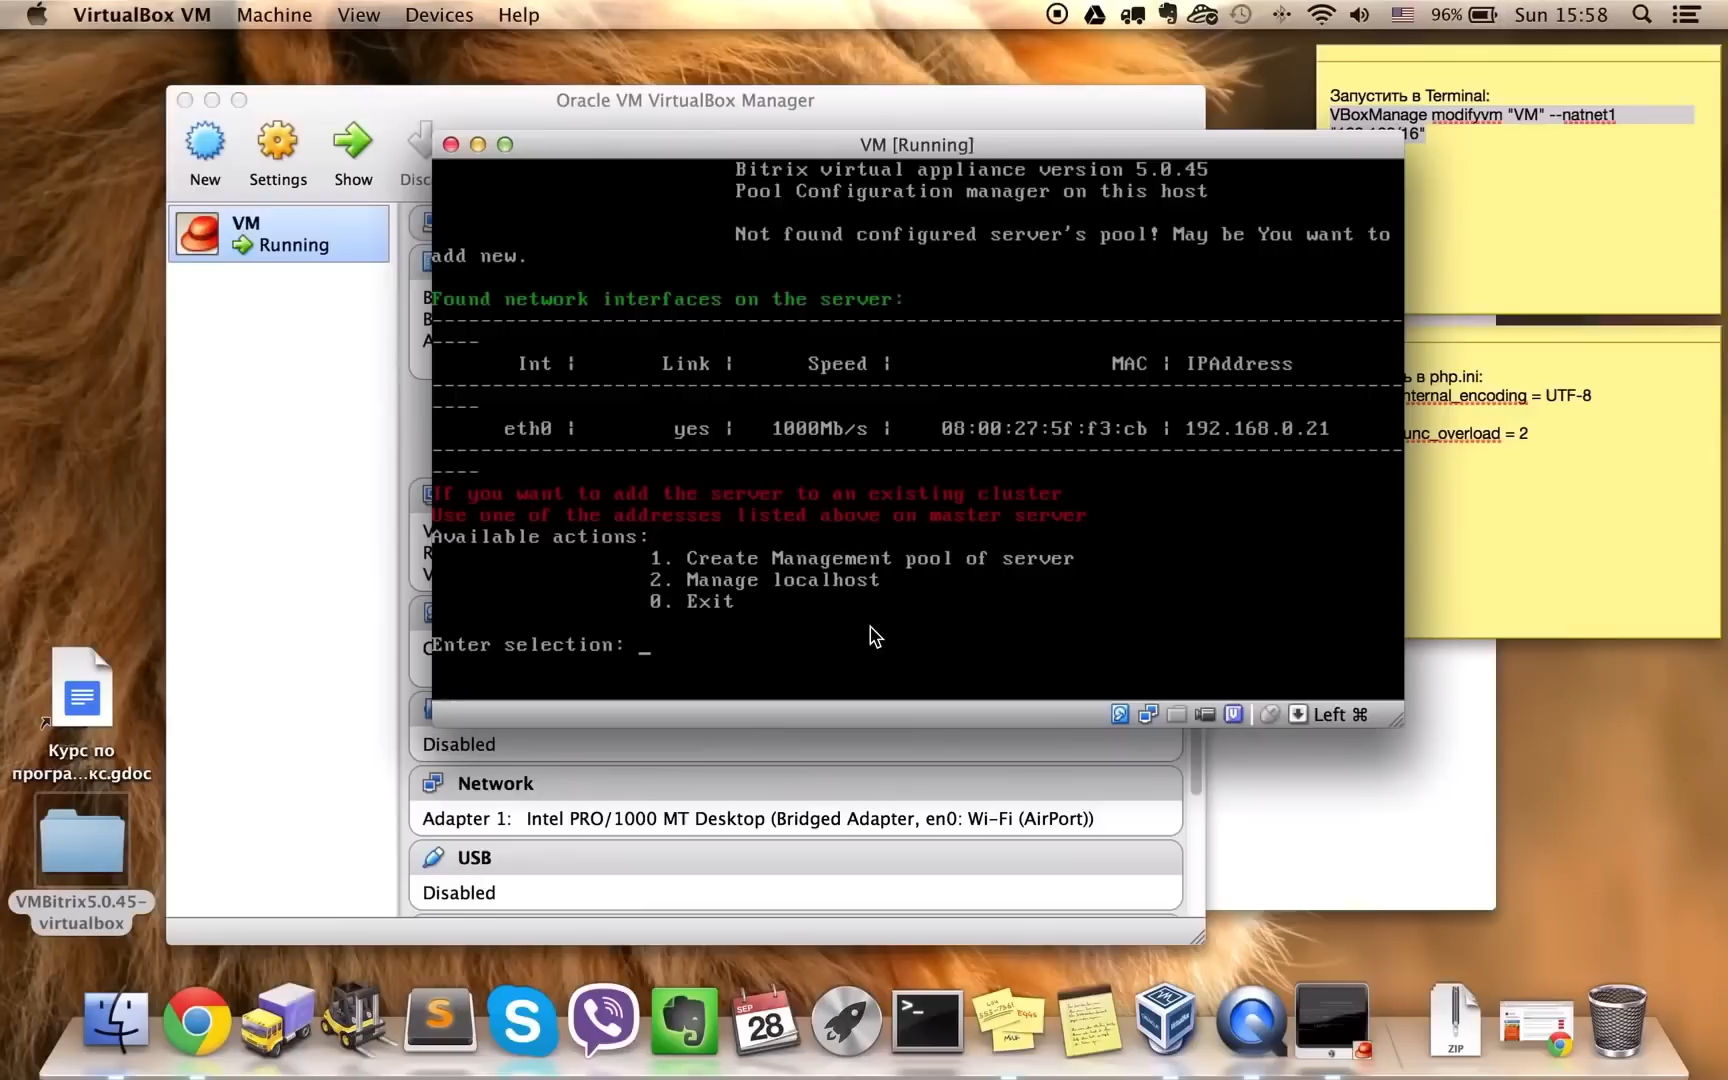 VirtualBox VM Machine View Devices Help
96% Sun 15:58
Oracle VM VirtualBox Manager
New Settings Show
VM
Running
VM [Running]
Bitrix virtual appliance version 5.0.45
Pool Configuration manager on this host
Not found configured server's pool! May be You want to
add new.
Found network interfaces on the server:
Int | Link | Speed | MAC | IPAddress
eth0 | yes | 1000Mb/s | 08:00:27:5f:f3:cb | 192.168.0.21
If you want to add the server to an existing cluster
Use one of the addresses listed above on master server
Available actions:
1. Create Management pool of server
2. Manage localhost
0. Exit
Enter selection: _
Left ⌘
Disabled
Network
Adapter 1: Intel PRO/1000 MT Desktop (Bridged Adapter, en0: Wi-Fi (AirPort))
USB
Disabled
Запустить в Terminal:
VBoxManage modifyvm "VM" --natnet1
ь в php.ini:
nternal_encoding = UTF-8
unc_overload = 2
Курс по
програ...кс.gdoc
VMBitrix5.0.45-
virtualbox
SEP
28
ZIP